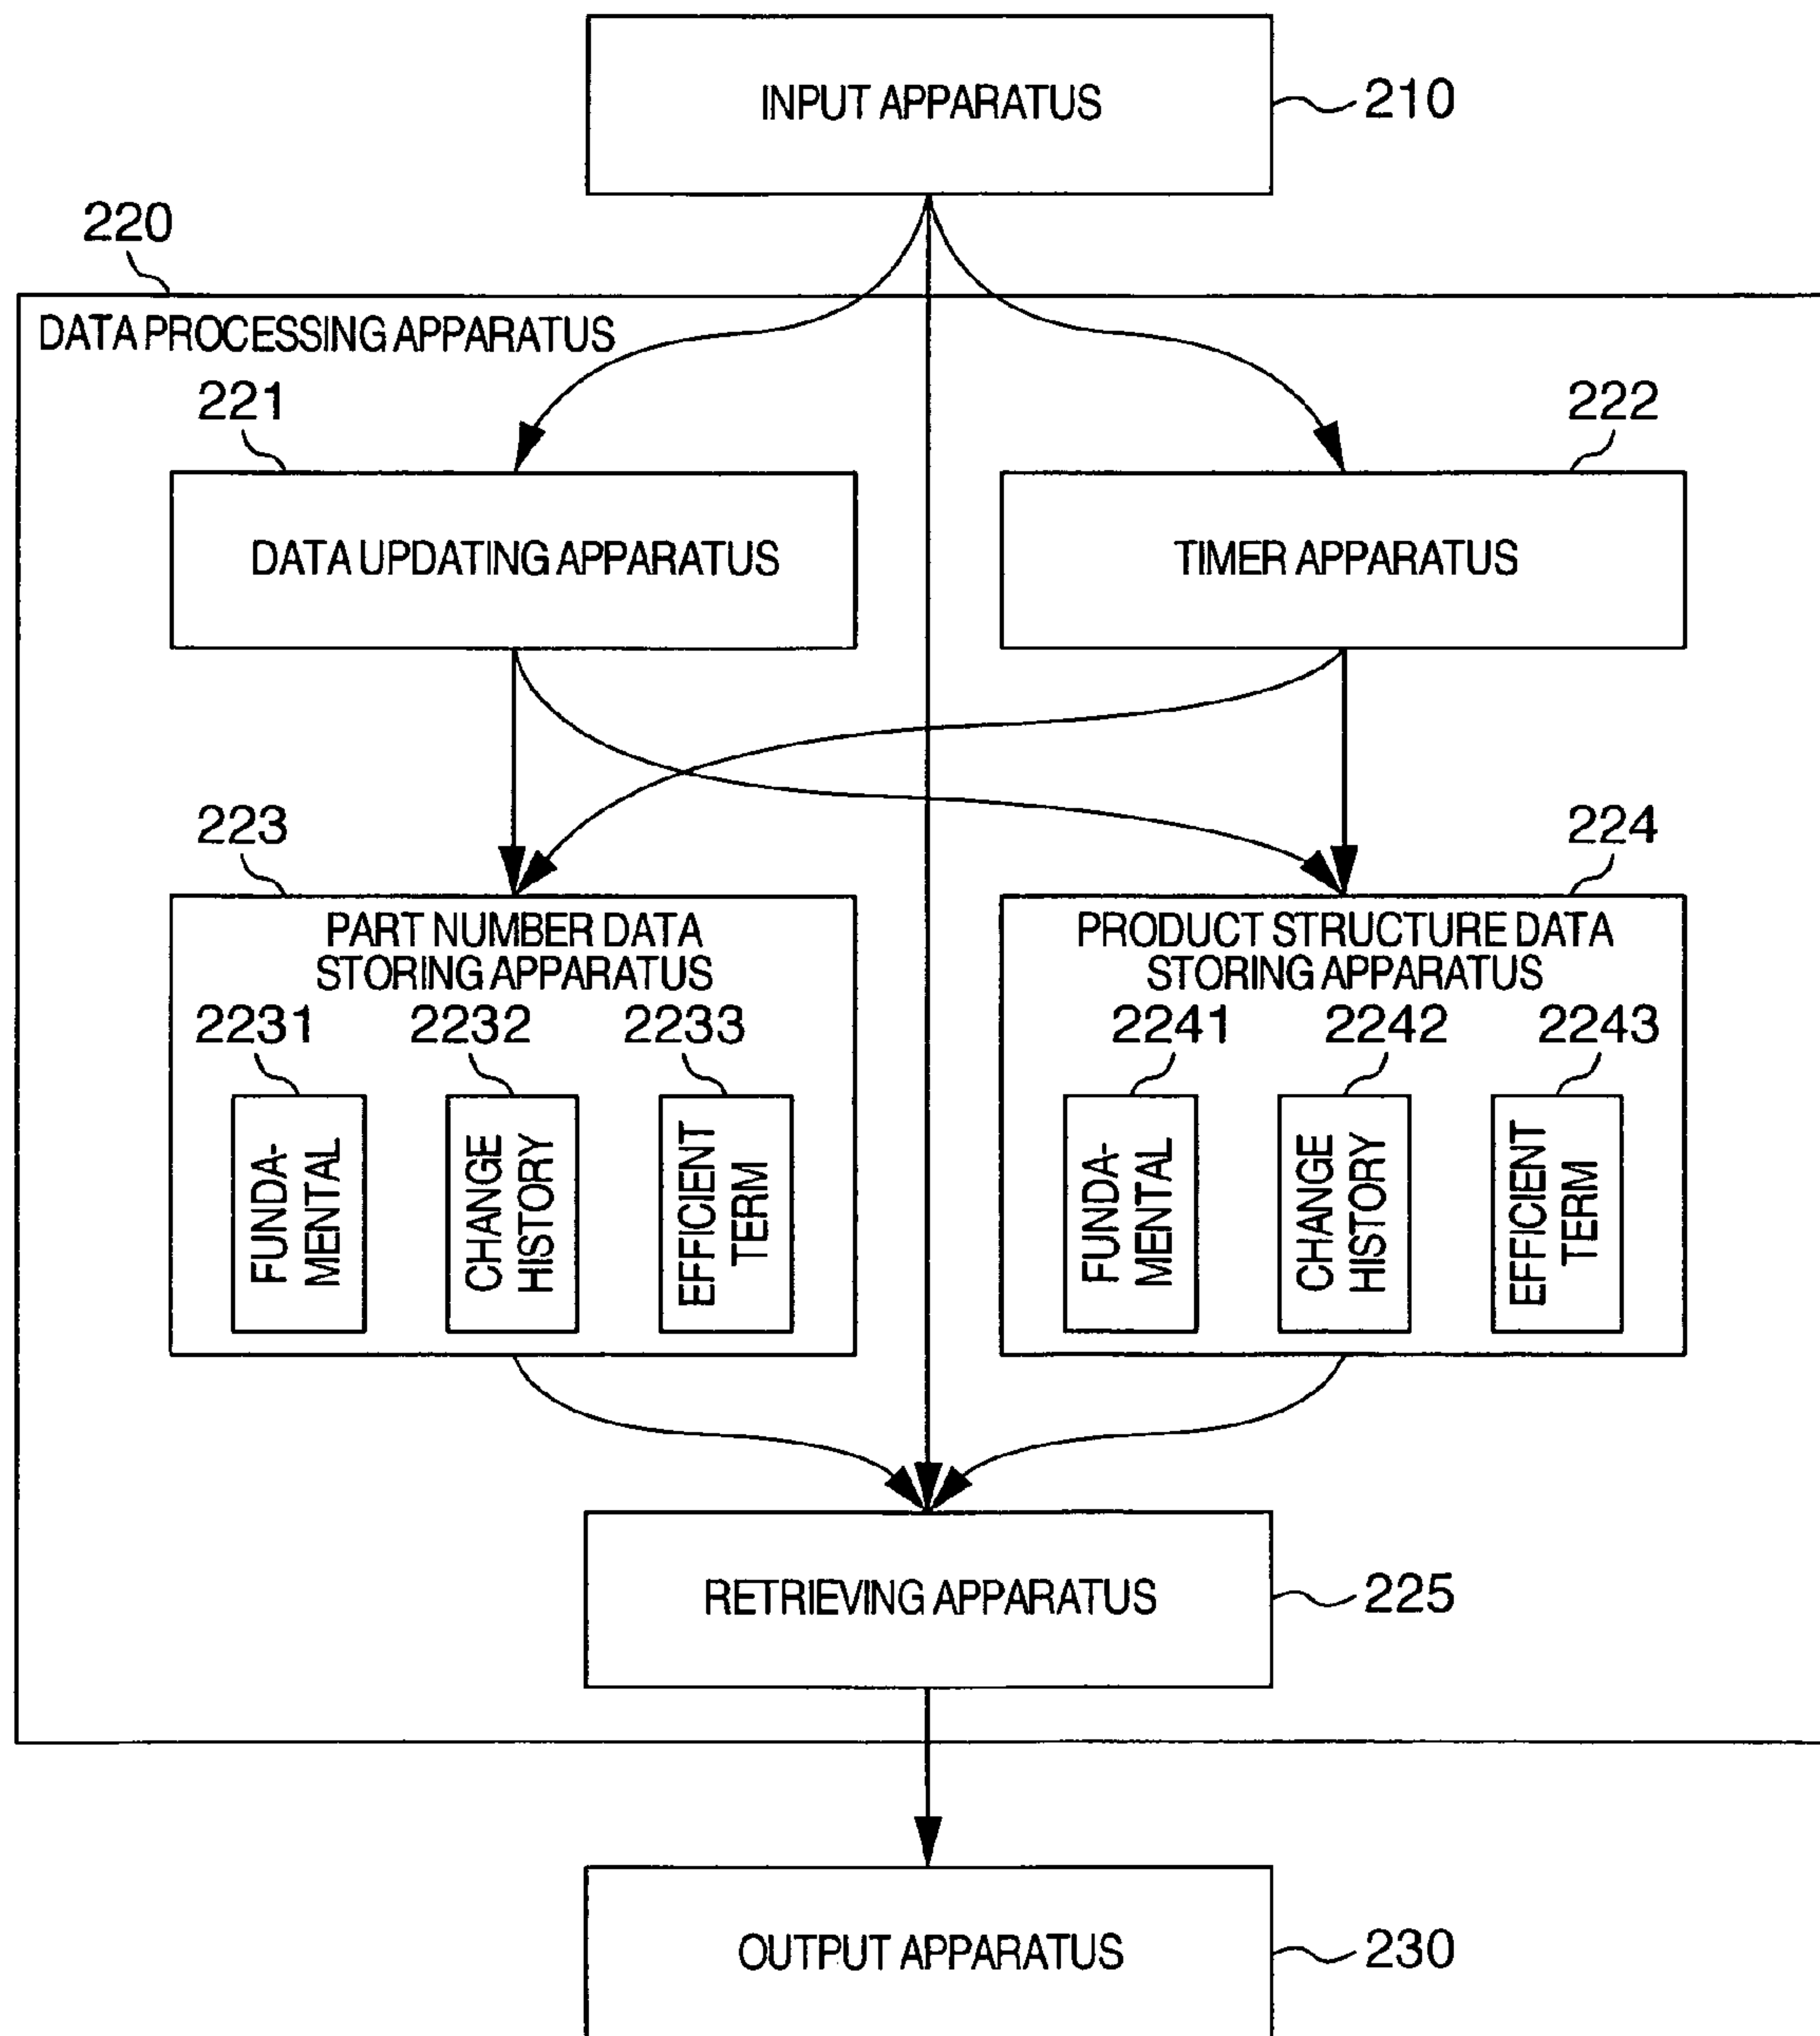 INPUT APPARATUS
210
220
DATA PROCESSING APPARATUS
221
222
DATA UPDATING APPARATUS
TIMER APPARATUS
223
224
PART NUMBER DATA
STORING APPARATUS
PRODUCT STRUCTURE DATA
STORING APPARATUS
2231
2232
2233
2241
2242
2243
FUNDA-
MENTAL
CHANGE
HISTORY
EFFICIENT
TERM
FUNDA-
MENTAL
CHANGE
HISTORY
EFFICIENT
TERM
RETRIEVING APPARATUS
225
OUTPUT APPARATUS
230